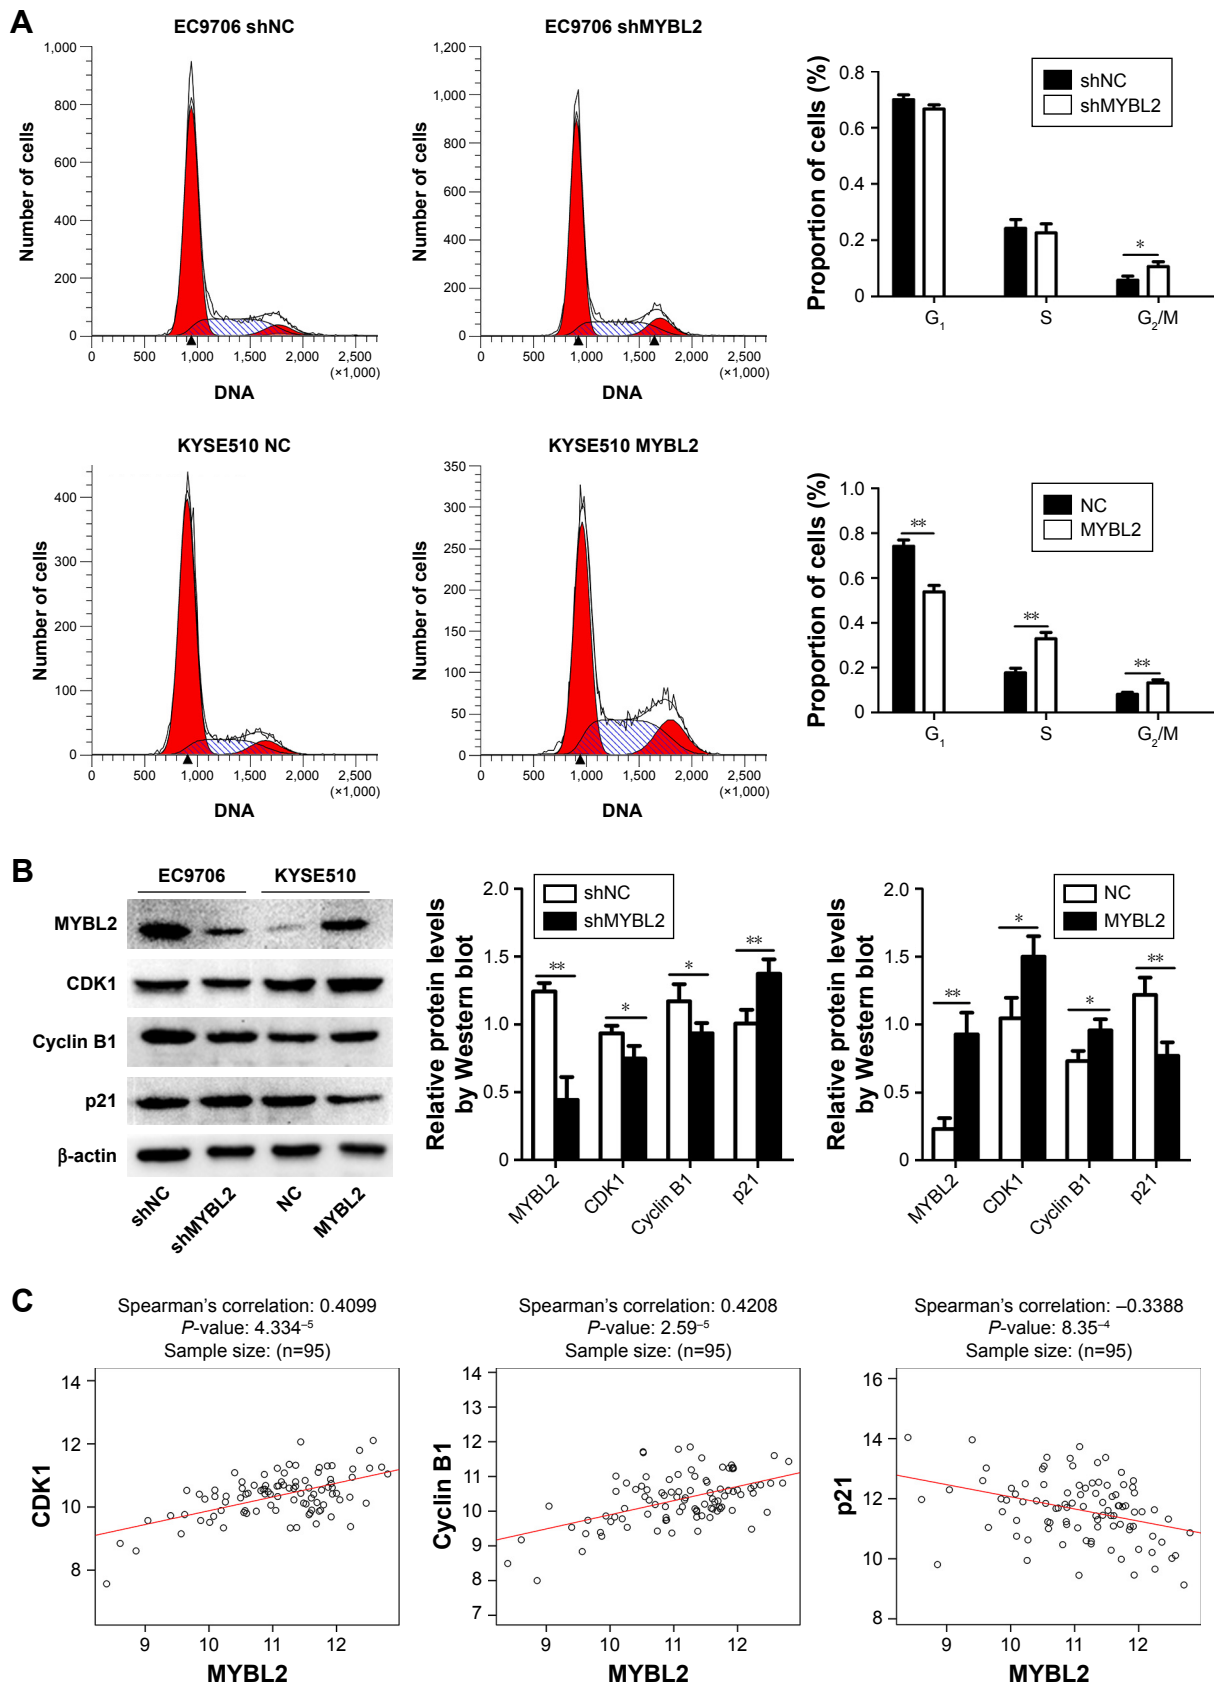 A
EC9706 shNC
Number of cells
1,000
800
600
400
200
0
0 500 1,000 1,500 2,000 2,500
(×1,000)
DNA
EC9706 shMYBL2
Number of cells
1,200
1,000
800
600
400
200
0
0 500 1,000 1,500 2,000 2,500
(×1,000)
DNA
Proportion of cells (%)
0.8
0.6
0.4
0.2
0
shNC
shMYBL2
*
G1 S G2/M
KYSE510 NC
Number of cells
400
300
200
100
0
0 500 1,000 1,500 2,000 2,500
(×1,000)
DNA
KYSE510 MYBL2
Number of cells
350
300
250
200
150
100
50
0
0 500 1,000 1,500 2,000 2,500
(×1,000)
DNA
Proportion of cells (%)
1.0
0.8
0.6
0.4
0.2
0
NC
MYBL2
**
**
**
G1 S G2/M
B
EC9706 KYSE510
MYBL2
CDK1
Cyclin B1
p21
β-actin
shNC shMYBL2 NC MYBL2
Relative protein levels
by Western blot
2.0
1.5
1.0
0.5
0
shNC
shMYBL2
**
*
*
**
MYBL2 CDK1 Cyclin B1 p21
Relative protein levels
by Western blot
2.0
1.5
1.0
0.5
0
NC
MYBL2
**
*
*
**
MYBL2 CDK1 Cyclin B1 p21
C
Spearman's correlation: 0.4099
P-value: 4.334–5
Sample size: (n=95)
CDK1
14
12
10
8
9 10 11 12
MYBL2
Spearman's correlation: 0.4208
P-value: 2.59–5
Sample size: (n=95)
Cyclin B1
14
13
12
11
10
9
8
7
9 10 11 12
MYBL2
Spearman's correlation: –0.3388
P-value: 8.35–4
Sample size: (n=95)
p21
16
14
12
10
8
9 10 11 12
MYBL2